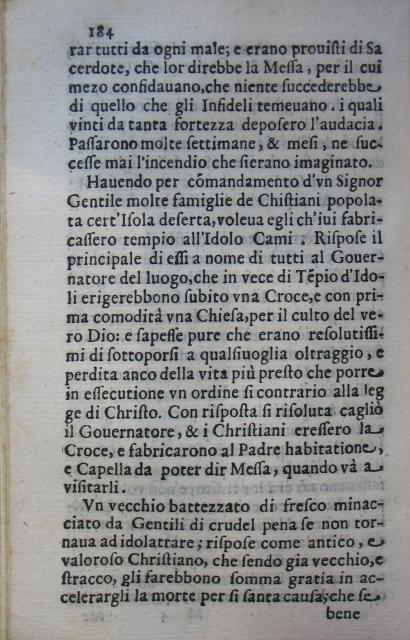 184
rar tutti da ogni male; e erano prouiſti di Sa
cerdote, che lor direbbe la Meſſa, per il cui
mezo confidauano,che niente ſuccederebbe
di quello che gli Infideli temeuano. i quali
vinti da tanta fortezza depoſero l'audacia.
Paſſarono molte ſettimane, & meſi, ne ſuc-
ceſſe mai l'incendio che ſierano imaginato.
Hauendo per cõmandamento d'vn Signor
Gentile molte famiglie de Chiſtiani popola-
ta cert'Iſola deſerta,voleua egli ch'iui fabri-
caſſero tempio all'Idolo Cami: Riſpoſe il
principale di eſſi a nome di tutti al Gouer-
natore del luogo,che in vece di Tẽpio d'Ido-
li erigerebbono ſubito vna Croce,e con pri-
ma comodità vna Chieſa,per il culto del ve-
ro Dio: e ſapeſſe pure che erano reſolutiſſi-
mi di ſottoporſi a qualſiuoglia oltraggio, e
perdita anco della vita più preſto che porre
in eſſecutione vn ordine ſi contrario alla leg
ge di Chriſto. Con riſpoſta ſi riſoluta cagliò
il Gouernatore, & i Chriſtiani ereſſero la
Croce, e fabricarono al Padre habitatione,
e Capella da poter dir Meſſa, quando và a
viſitarli.
Vn vecchio battezzato di freſco minac-
ciato da Gentili di crudel pena ſe non tor-
naua ad idolatrare; riſpoſe come antico, e
valoroſo Chriſtiano, che ſendo gia vecchio,e
ſtracco, gli farebbono ſomma gratia in ac-
celerargli la morte per ſi ſanta cauſa;che ſe
bene